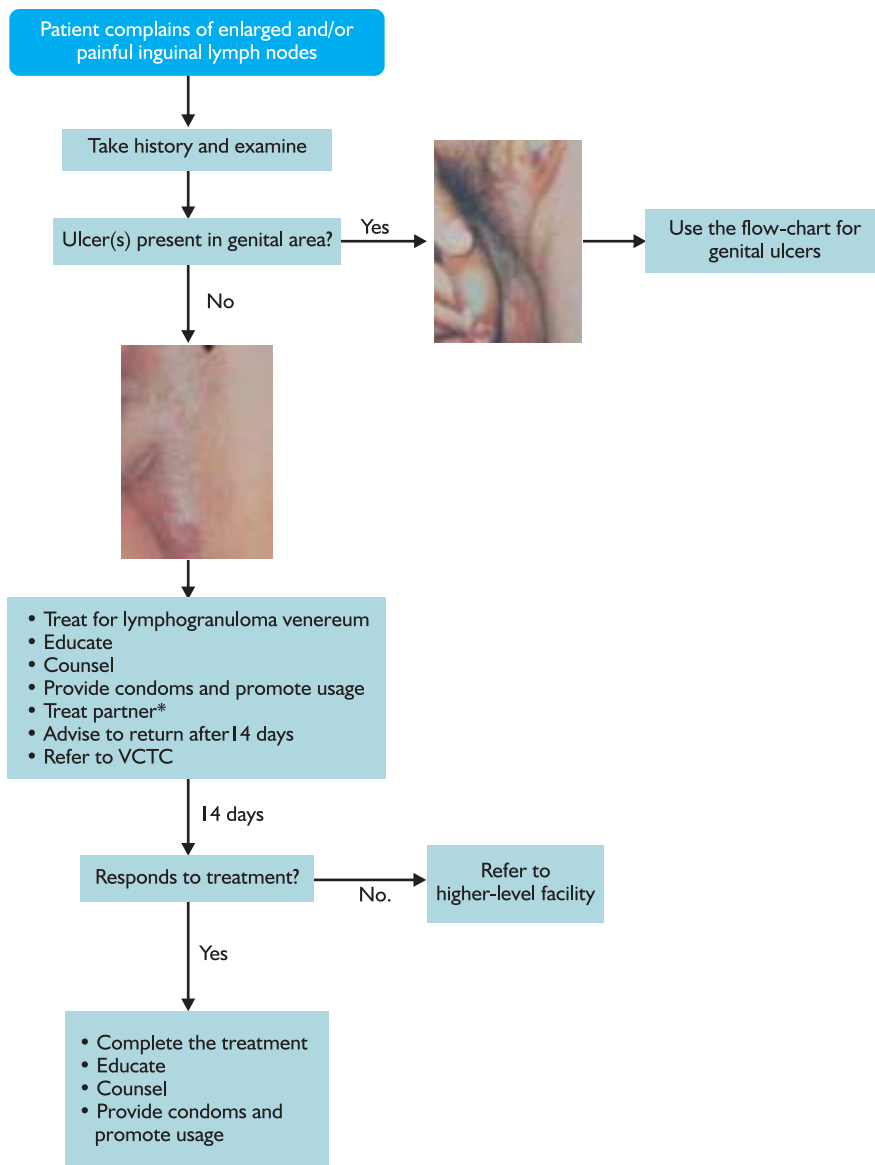 Patient complains of enlarged and/or
painful inguinal lymph nodes
Take history and examine
Ulcer(s) present in genital area?
Yes
Use the flow-chart for
genital ulcers
No
• Treat for lymphogranuloma venereum
• Educate
• Counsel
• Provide condoms and promote usage
• Treat partner*
• Advise to return after14 days
• Refer to VCTC
14 days
Responds to treatment?
No.
Refer to
higher-level facility
Yes
• Complete the treatment
• Educate
• Counsel
• Provide condoms and
promote usage